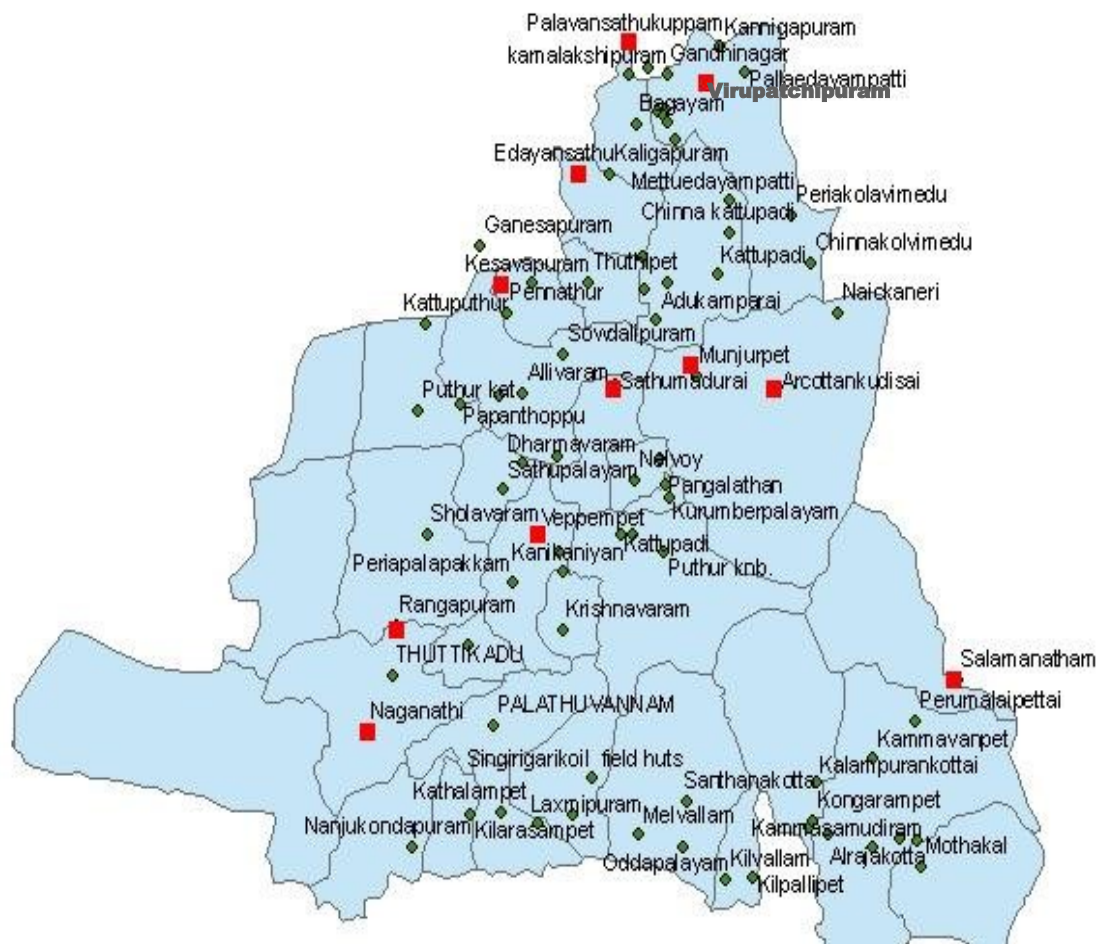 Palavansathukuppam
Kannigapuram
kamalakshipuram
Gandhinagar
Pallaedayampatti
Virupatchipuram
Bagayam
Edayansathu
Kaligapuram
Mettuedayampatti
Periakolavimedu
Chinna kattupadi
Ganesapuram
Chinnakolvimedu
Kesavapuram
Thuthipet
Kattupadi
Pennathur
Kattuputhur
Adukamparai
Naickaneri
Sowdalipuram
Munjurpet
Allivaram
Sathumadurai
Arcottankudisai
Puthur kat.
Papanthoppu
Dharmavaram
Nelvoy
Sathupalayam
Pangalathan
Kurumberpalayam
Sholavaram
Veppempet
Kattupadi
Kanikaniyan
Periapalapakkam
Puthur knb.
Rangapuram
Krishnavaram
THUTTIKADU
Salamanatham
Perumalaipettai
Naganathi
PALATHUVANNAM
Kammavanpet
Singirigarikoil field huts
Kalampurankottai
Santhanakotta
Kathalampet
Laxmipuram
Melvallam
Kongarampet
Nanjukondapuram
Kilarasampet
Kammasamudiram
Mothakal
Alrajakotta
Oddapalayam
Kilvallam
Kilpallipet